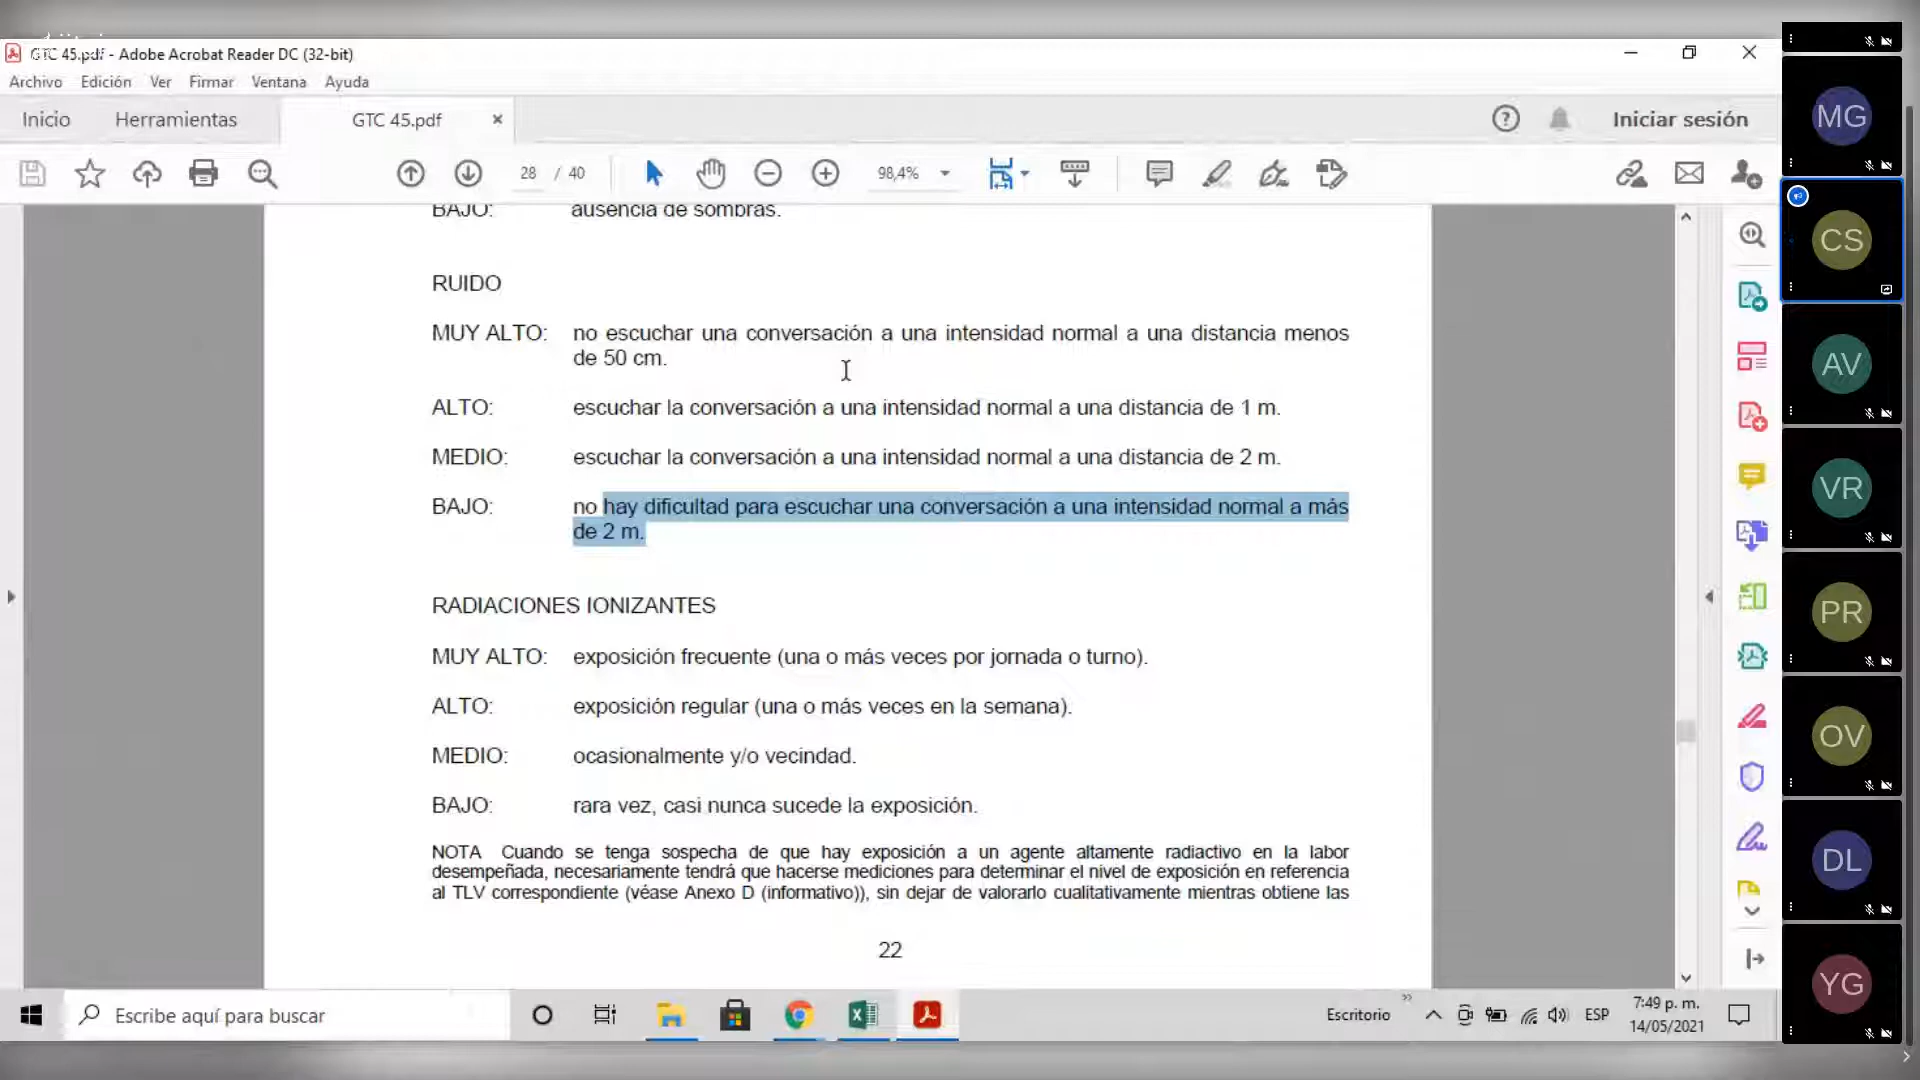 GTC 45.pdf - Adobe Acrobat Reader DC (32-bit)
Archivo Edición Ver Firmar Ventana Ayuda
Inicio Herramientas GTC 45.pdf Iniciar sesión
28 / 40 98,4%
BAJO: ausencia de sombras.
RUIDO
MUY ALTO: no escuchar una conversación a una intensidad normal a una distancia menos
de 50 cm.
ALTO: escuchar la conversación a una intensidad normal a una distancia de 1 m.
MEDIO: escuchar la conversación a una intensidad normal a una distancia de 2 m.
BAJO: no hay dificultad para escuchar una conversación a una intensidad normal a más
de 2 m.
RADIACIONES IONIZANTES
MUY ALTO: exposición frecuente (una o más veces por jornada o turno).
ALTO: exposición regular (una o más veces en la semana).
MEDIO: ocasionalmente y/o vecindad.
BAJO: rara vez, casi nunca sucede la exposición.
NOTA Cuando se tenga sospecha de que hay exposición a un agente altamente radiactivo en la labor
desempeñada, necesariamente tendrá que hacerse mediciones para determinar el nivel de exposición en referencia
al TLV correspondiente (véase Anexo D (informativo)), sin dejar de valorarlo cualitativamente mientras obtiene las
22
Escribe aquí para buscar
Escritorio
ESP
7:49 p. m.
14/05/2021
MG
CS
AV
VR
PR
OV
DL
YG